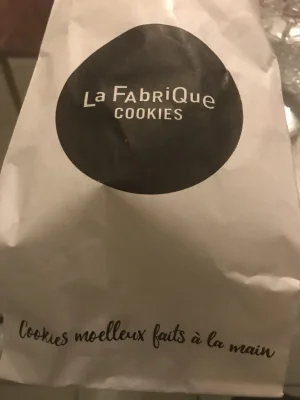 La FABRiQue
COOKIES
Cookies moelleux faits à la main